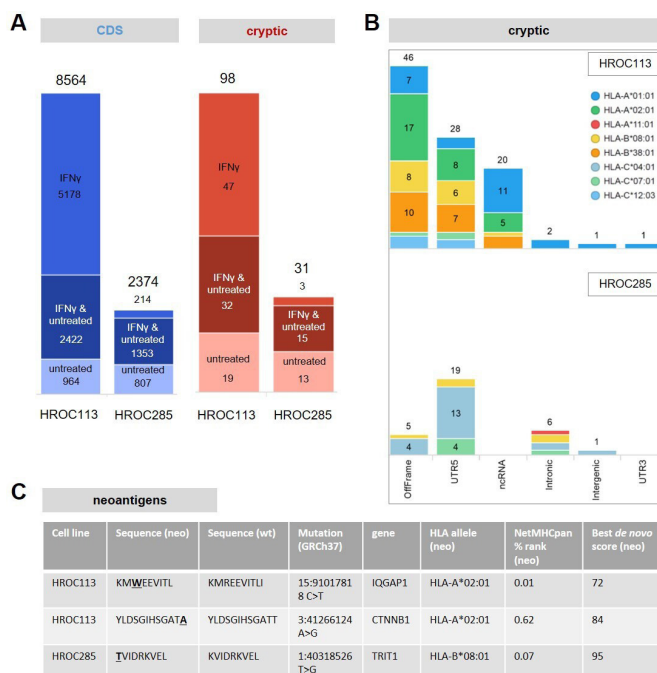 A
CDS
cryptic
8564
98
IFNγ
5178
IFNγ & untreated
2422
untreated
964
2374
214
IFNγ & untreated
1353
untreated
807
IFNγ
47
IFNγ & untreated
32
untreated
19
31
3
IFNγ & untreated
15
untreated
13
HROC113
HROC285
HROC113
HROC285
B
cryptic
HROC113
46
7
17
8
10
28
8
6
7
20
11
5
2
1
1
HLA-A*01:01
HLA-A*02:01
HLA-A*11:01
HLA-B*08:01
HLA-B*38:01
HLA-C*04:01
HLA-C*07:01
HLA-C*12:03
HROC285
5
4
19
13
4
6
1
OffFrame
UTR5
ncRNA
Intronic
Intergenic
UTR3
C
neoantigens
Cell line Sequence (neo) Sequence (wt) Mutation (GRCh37) gene HLA allele (neo) NetMHCpan % rank (neo) Best de novo score (neo)
HROC113 KMWEEVITL KMREEVITLI 15:91017818 C>T IQGAP1 HLA-A*02:01 0.01 72
HROC113 YLDSGIHSGATA YLDSGIHSGATT 3:41266124 A>G CTNNB1 HLA-A*02:01 0.62 84
HROC285 TVIDRKVEL KVIDRKVEL 1:40318526 T>G TRIT1 HLA-B*08:01 0.07 95